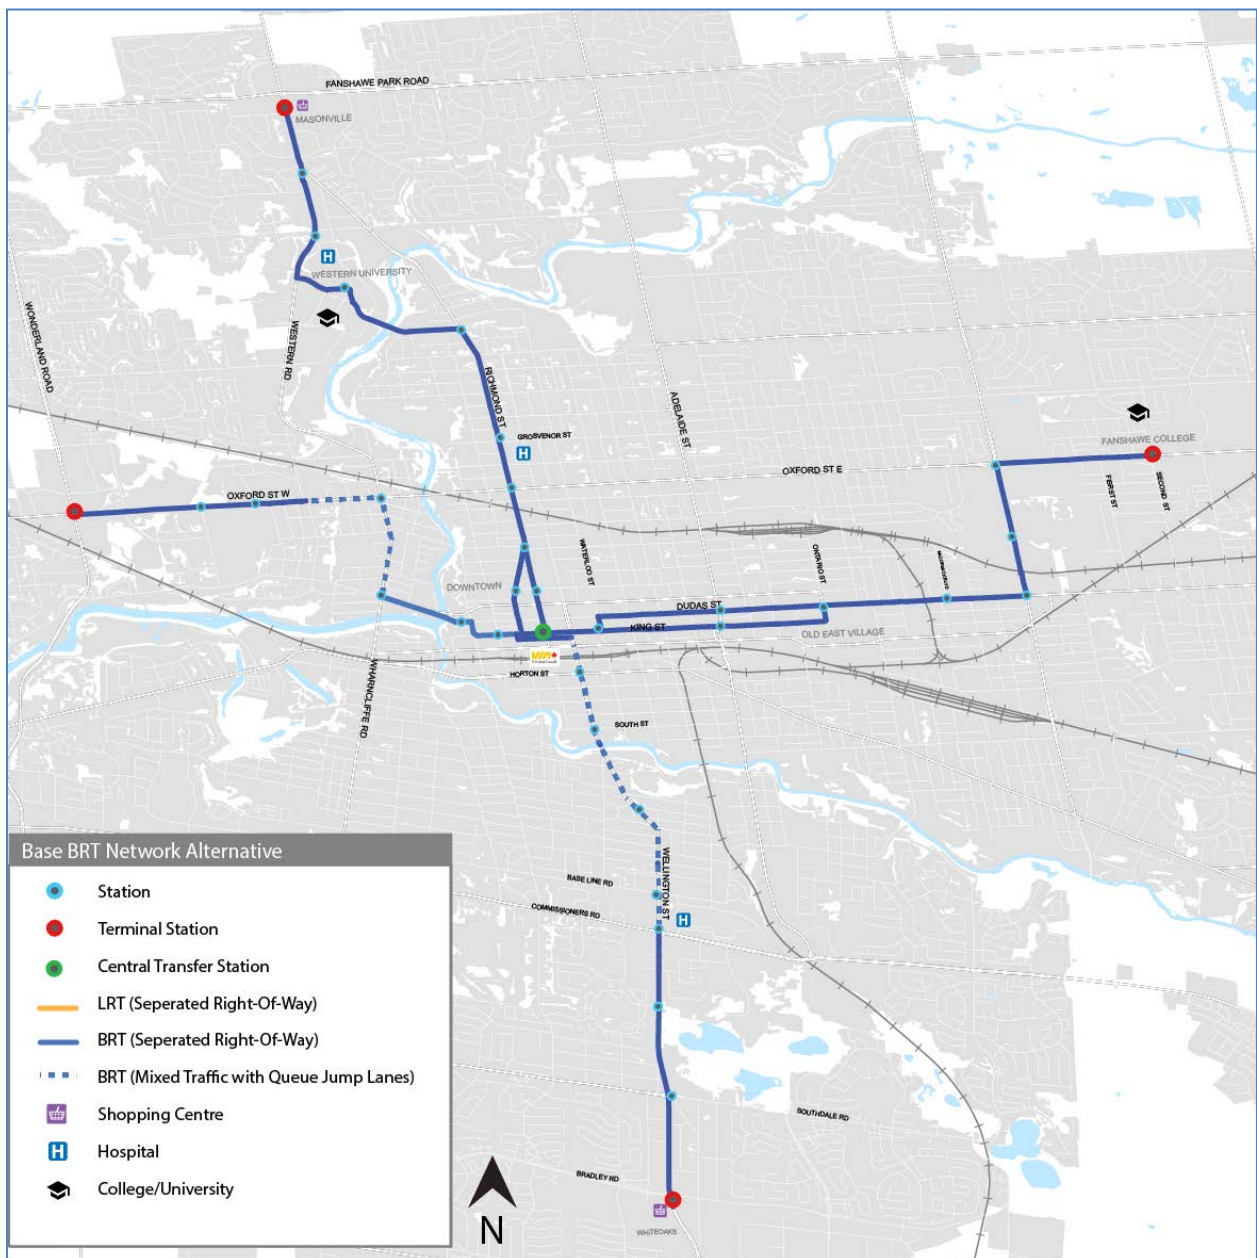 FANSHAWE PARK ROAD
MASONVILLE
WESTERN UNIVERSITY
WONDERLAND ROAD
WESTERN RD
RICHMOND ST
ADELAIDE ST
GROSVENOR ST
FANSHAWE COLLEGE
OXFORD ST E
OXFORD ST W
FIRST ST
SECOND ST
WATERLOO ST
ONTARIO ST
DOWNTOWN
DUDAS ST
KING ST
OLD EAST VILLAGE
VIA
HORTON ST
WHARNCLIFFE RD
SOUTH ST
WELLINGTON ST
BASE LINE RD
COMMISSIONERS RD
SOUTHDALE RD
BRADLEY RD
WHITEOAKS
Base BRT Network Alternative
Station
Terminal Station
Central Transfer Station
LRT (Seperated Right-Of-Way)
BRT (Seperated Right-Of-Way)
BRT (Mixed Traffic with Queue Jump Lanes)
Shopping Centre
H Hospital
College/University
N
H
H
H